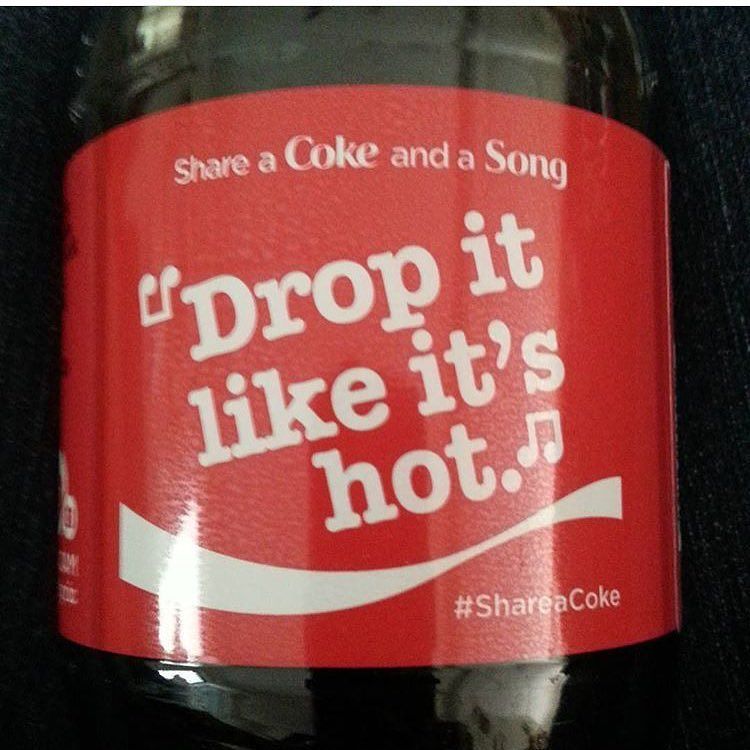 Share a Coke and a Song
"Drop it
like it's
hot.♫
#ShareaCoke